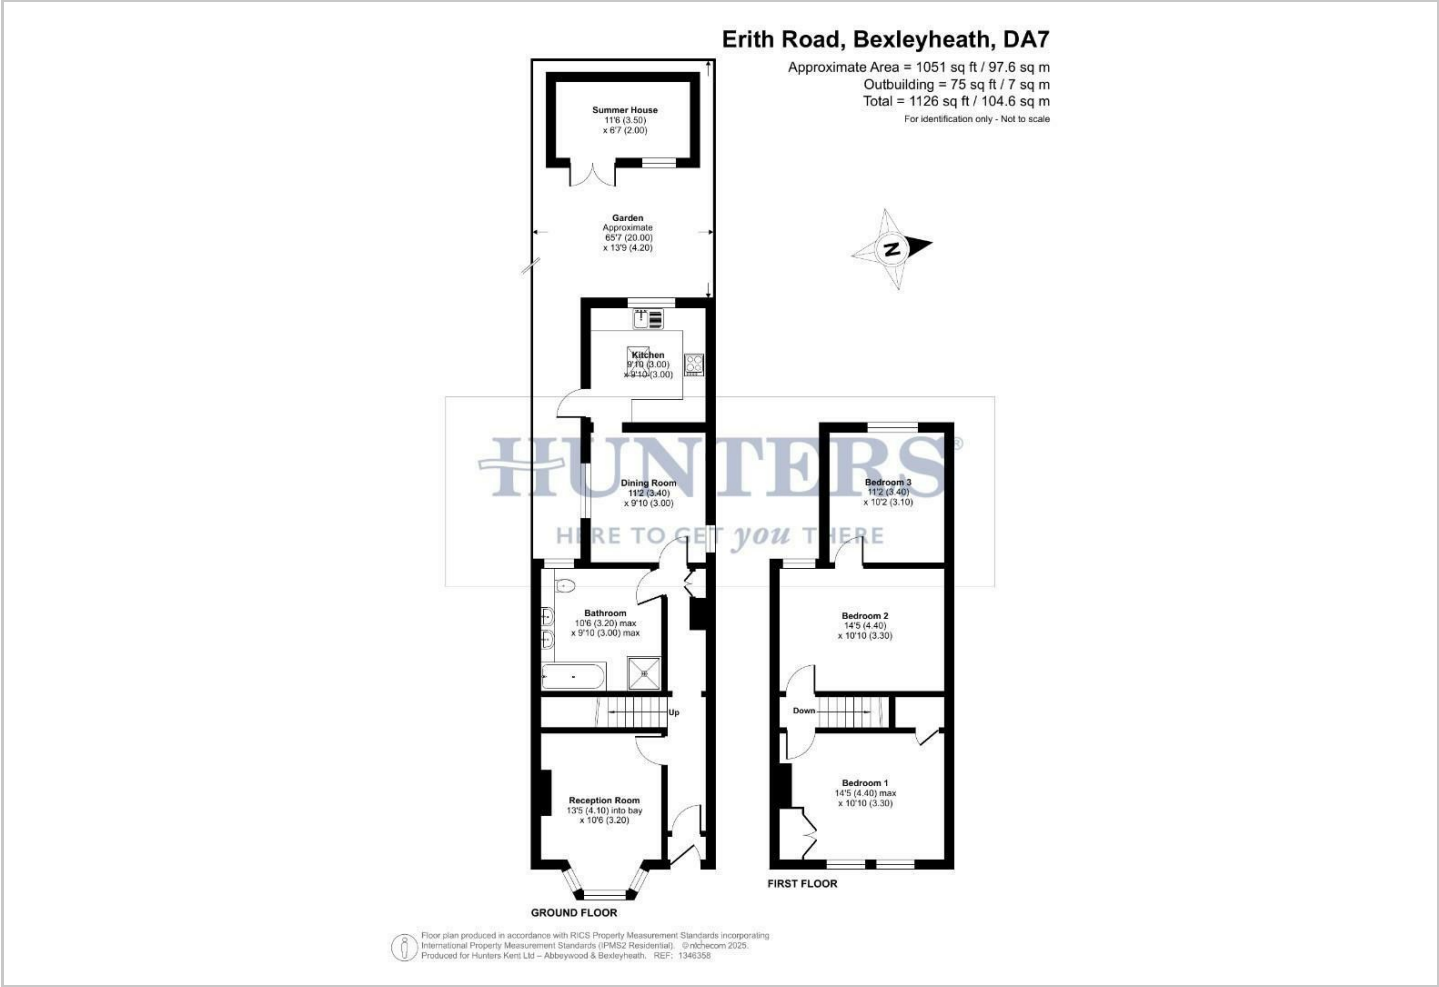 Erith Road, Bexleyheath, DA7
Approximate Area = 1051 sq ft / 97.6 sq m
Outbuilding = 75 sq ft / 7 sq m
Total = 1126 sq ft / 104.6 sq m
For identification only - Not to scale
Summer House
11'6 (3.50)
x 6'7 (2.00)
Garden
Approximate
65'7 (20.00)
x 13'9 (4.20)
N
Kitchen
9'10 (3.00)
x 9'10 (3.00)
HUNTERS®
HERE TO GET you THERE
Dining Room
11'2 (3.40)
x 9'10 (3.00)
Bedroom 3
11'2 (3.40)
x 10'2 (3.10)
Bathroom
10'6 (3.20) max
x 9'10 (3.00) max
Bedroom 2
14'5 (4.40)
x 10'10 (3.30)
Up
Down
Reception Room
13'5 (4.10) into bay
x 10'6 (3.20)
Bedroom 1
14'5 (4.40) max
x 10'10 (3.30)
FIRST FLOOR
GROUND FLOOR
Floor plan produced in accordance with RICS Property Measurement Standards incorporating
International Property Measurement Standards (IPMS2 Residential). ©nichecom 2025.
Produced for Hunters Kent Ltd – Abbeywood & Bexleyheath. REF: 1346358